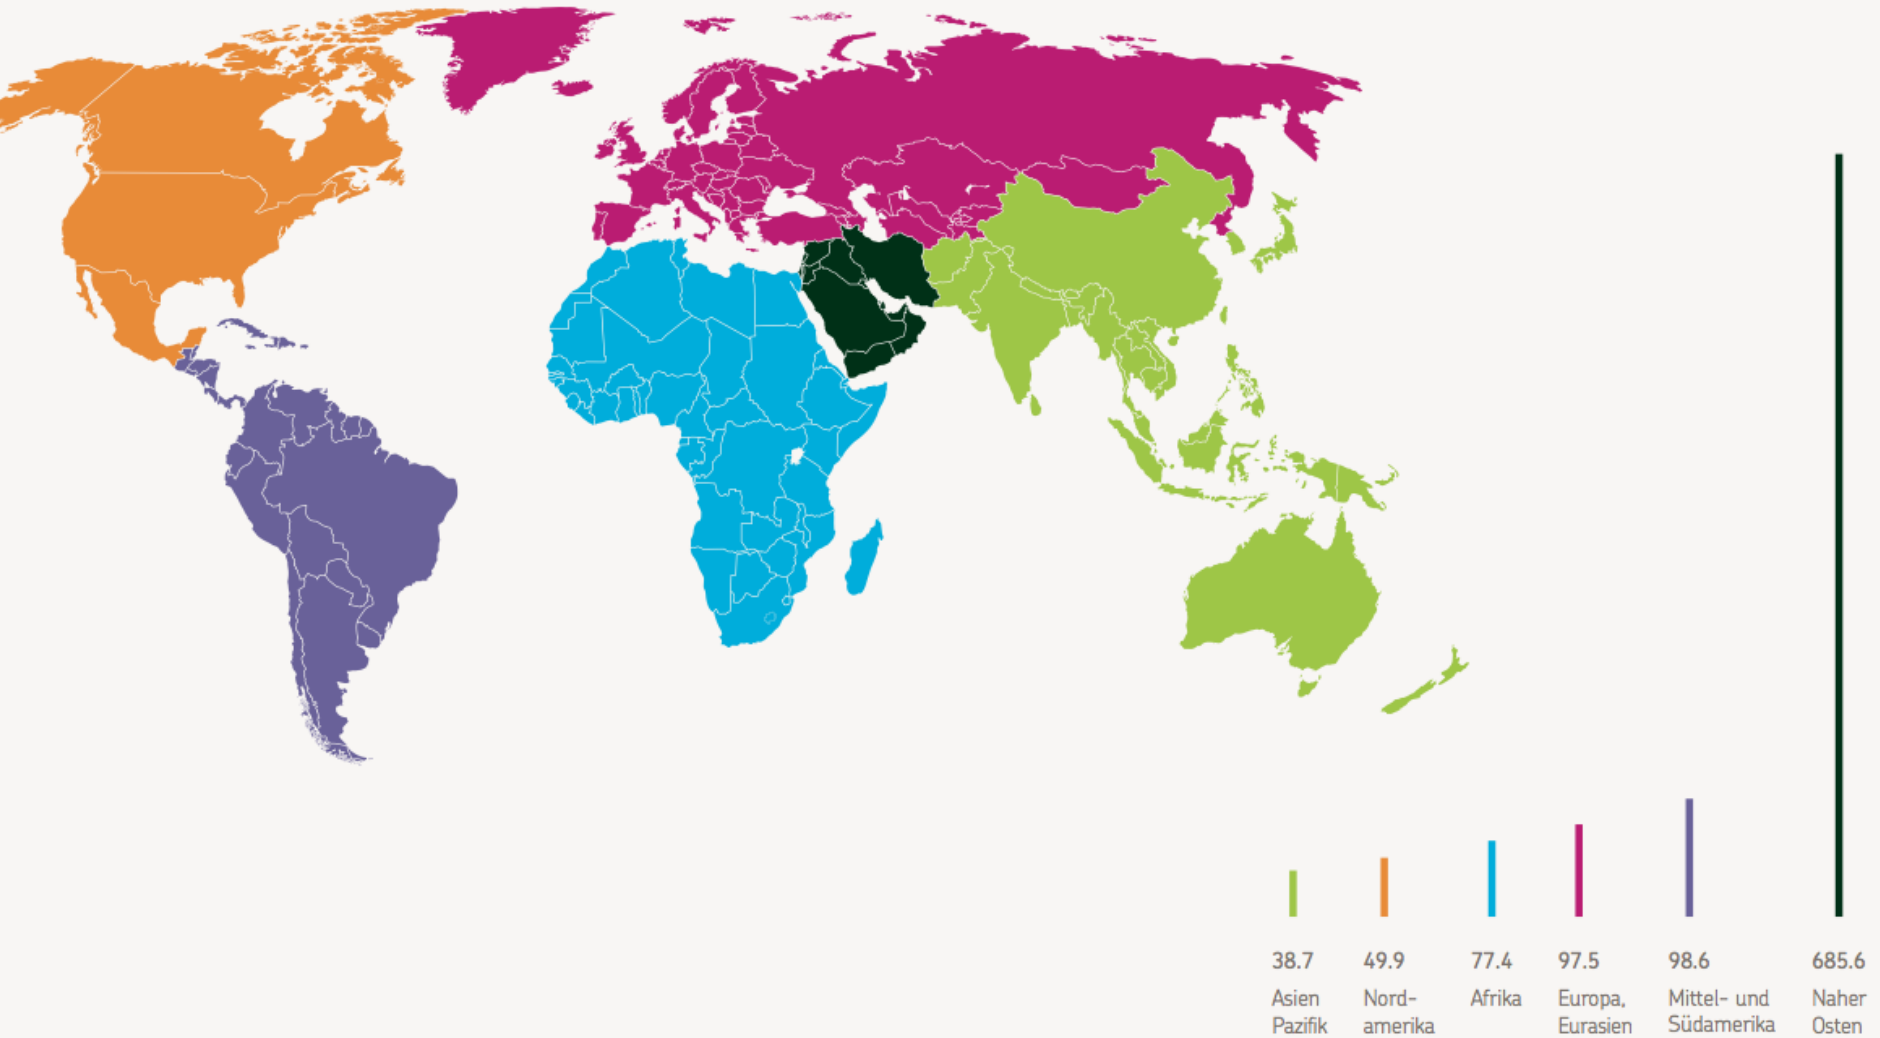 38.7
Asien
Pazifik
49.9
Nord-
amerika
77.4
Afrika
97.5
Europa,
Eurasien
98.6
Mittel- und
Südamerika
685.6
Naher
Osten